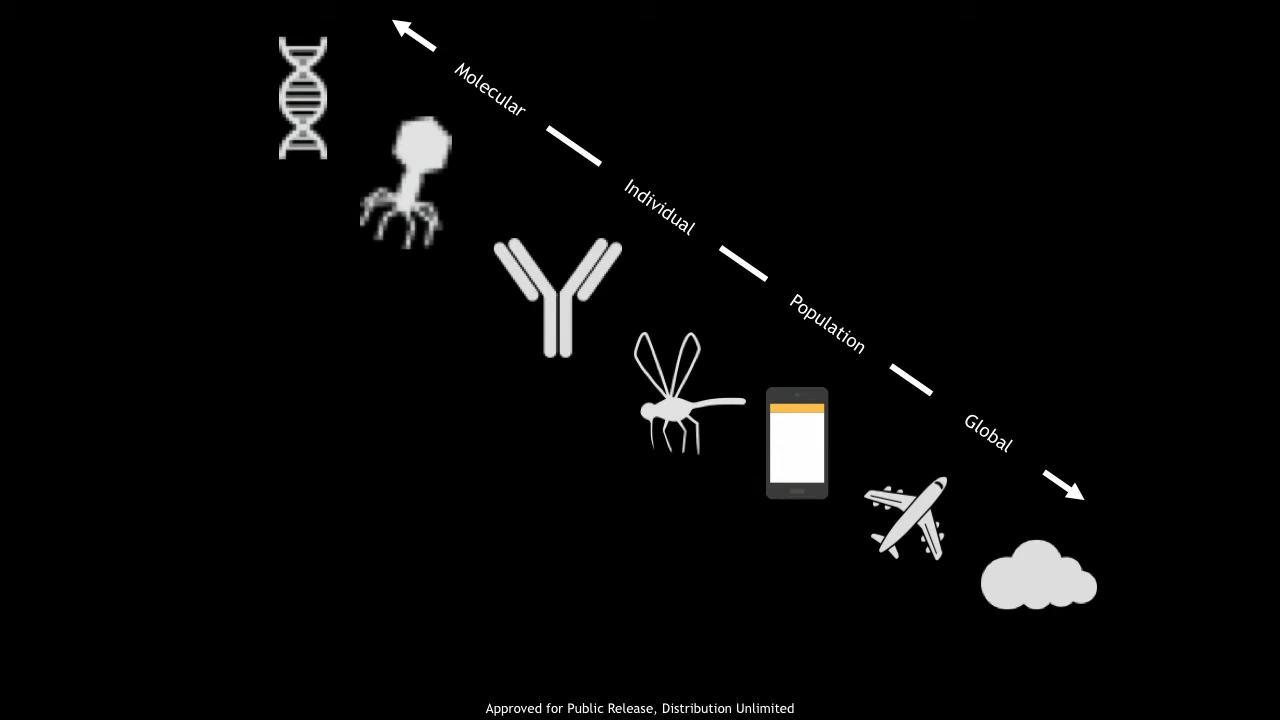 Molecular
Individual
Population
Global
Approved for Public Release, Distribution Unlimited